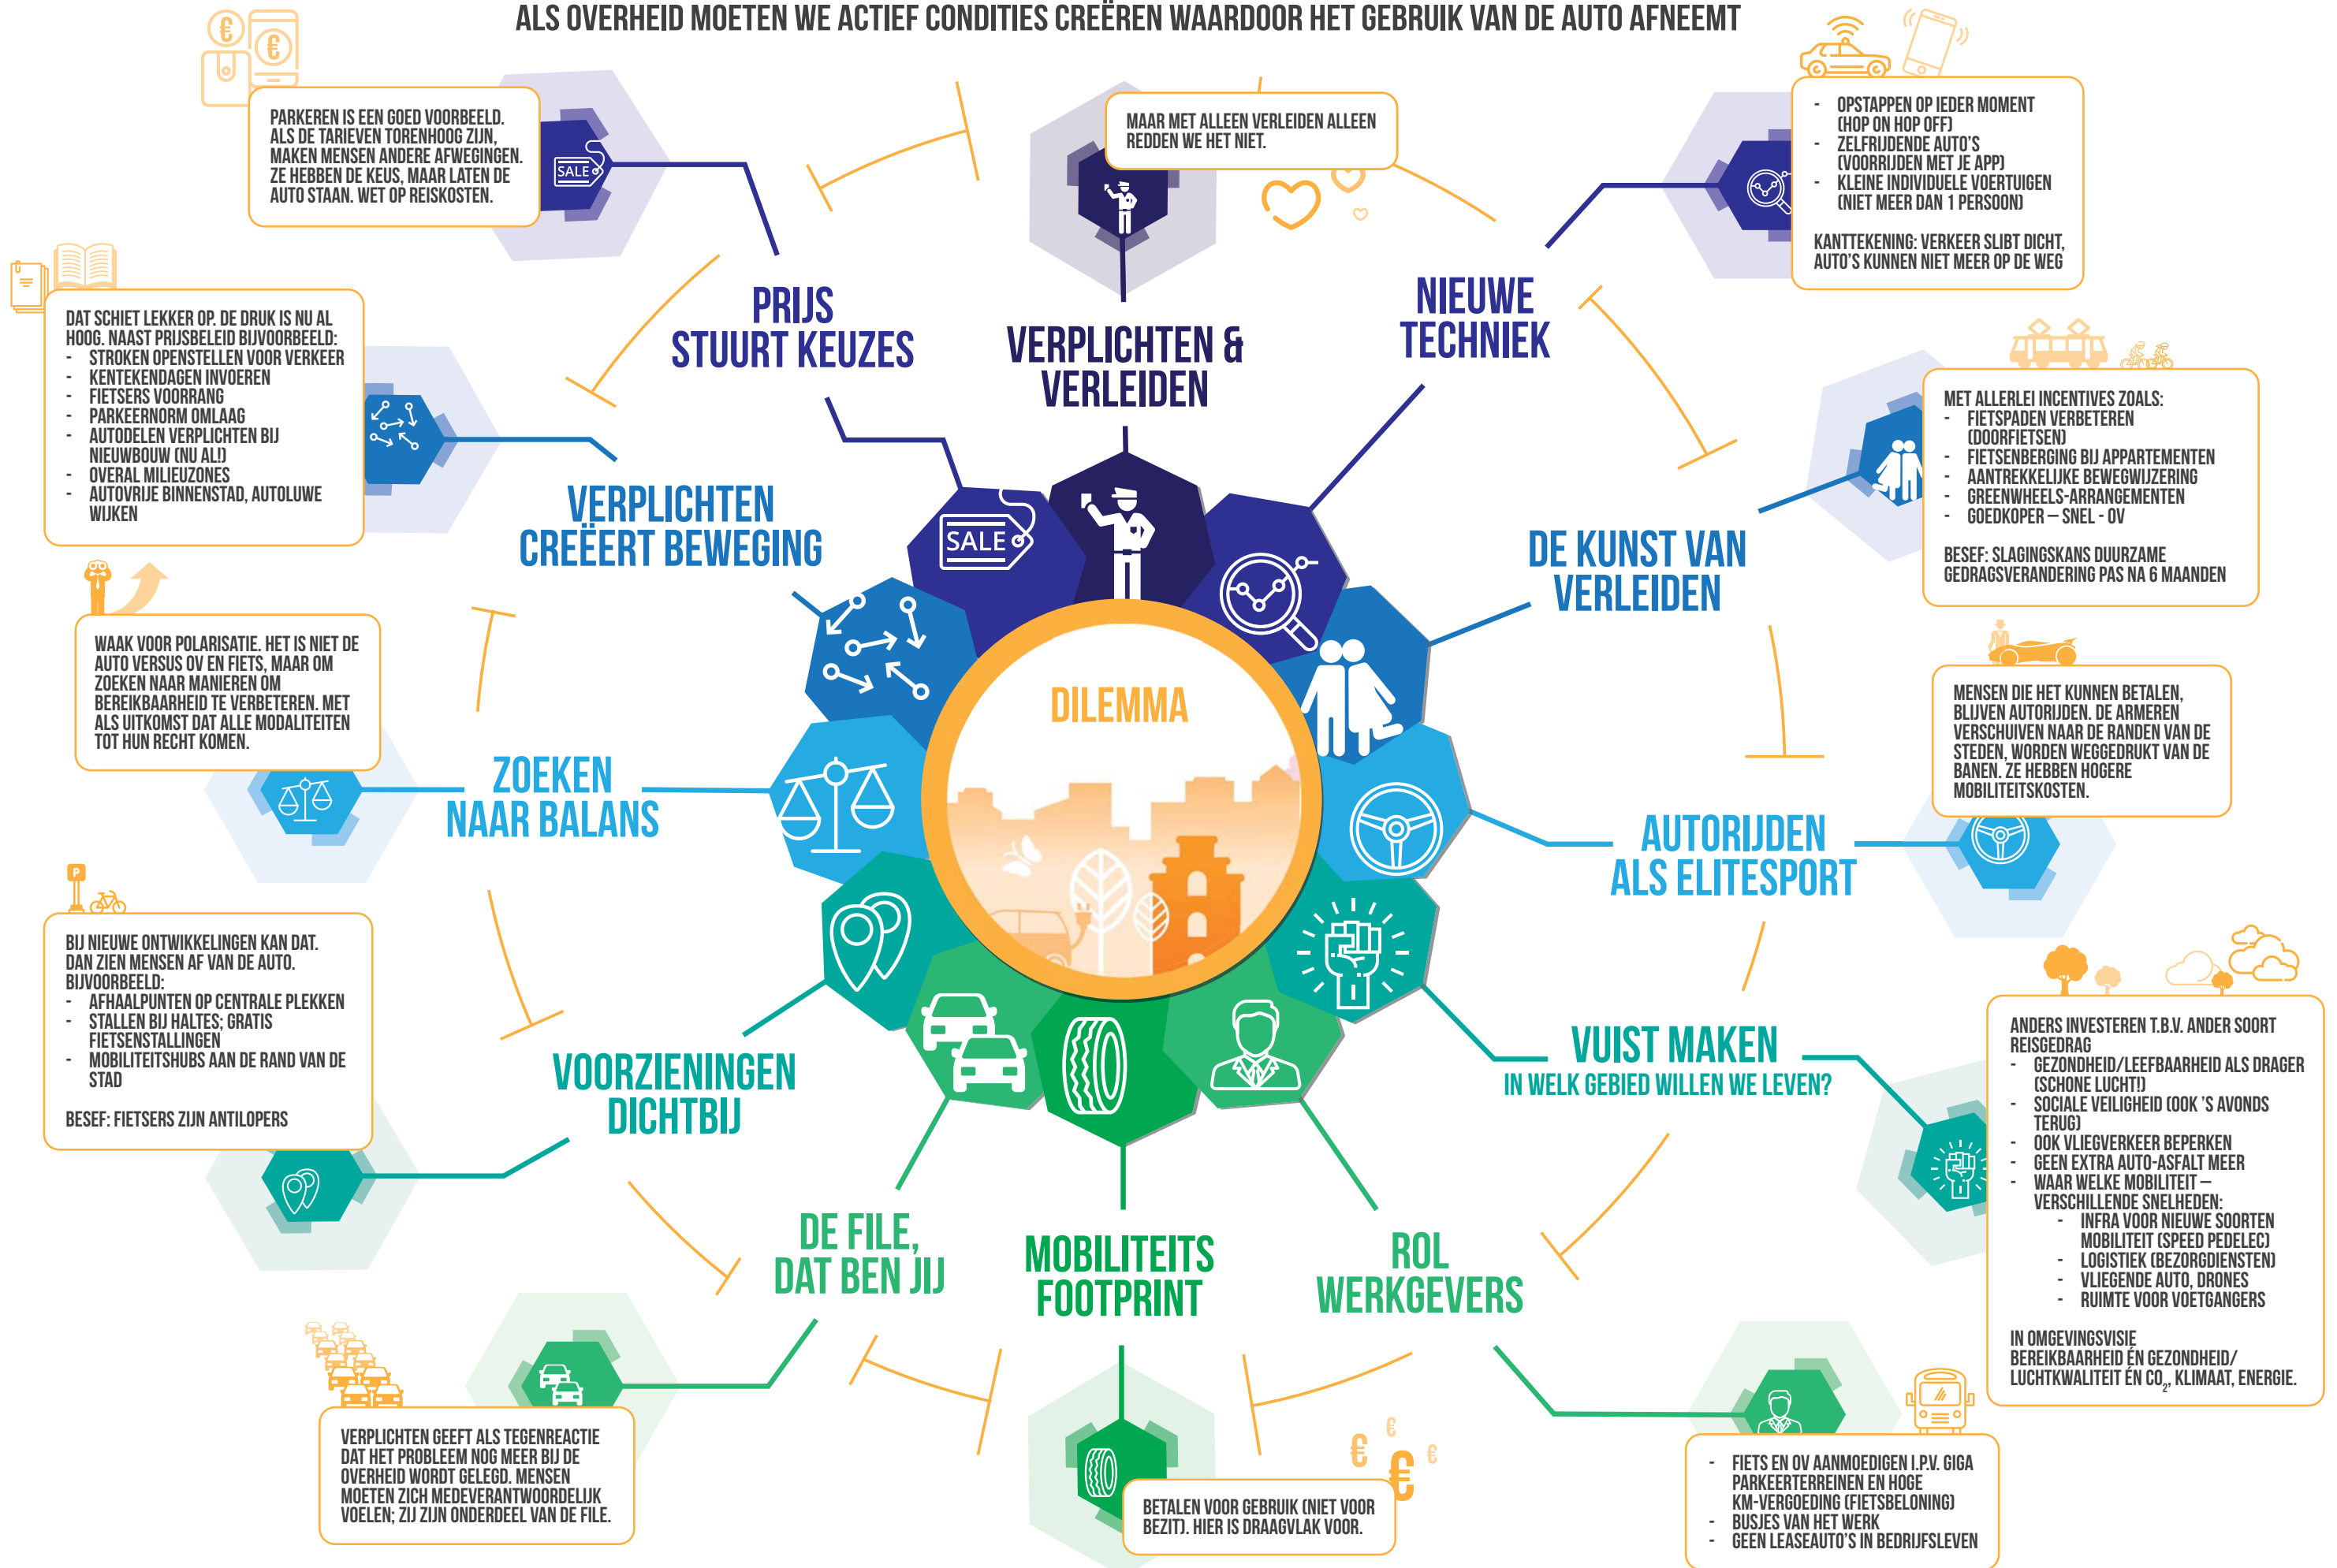 ALS OVERHEID MOETEN WE ACTIEF CONDITIES CREËREN WAARDOOR HET GEBRUIK VAN DE AUTO AFNEEMT
PARKEREN IS EEN GOED VOORBEELD.
ALS DE TARIEVEN TORENHOOG ZIJN,
MAKEN MENSEN ANDERE AFWEGINGEN.
ZE HEBBEN DE KEUS, MAAR LATEN DE
AUTO STAAN. WET OP REISKOSTEN.
SALE
PRIJS
STUURT KEUZES
MAAR MET ALLEEN VERLEIDEN ALLEEN
REDDEN WE HET NIET.
VERPLICHTEN &
VERLEIDEN
- OPSTAPPEN OP IEDER MOMENT
(HOP ON HOP OFF)
- ZELFRIJDENDE AUTO'S
(VOORRIJDEN MET JE APP)
- KLEINE INDIVIDUELE VOERTUIGEN
(NIET MEER DAN 1 PERSOON)
KANTTEKENING: VERKEER SLIBT DICHT,
AUTO'S KUNNEN NIET MEER OP DE WEG
NIEUWE
TECHNIEK
DAT SCHIET LEKKER OP. DE DRUK IS NU AL
HOOG. NAAST PRIJSBELEID BIJVOORBEELD:
- STROKEN OPENSTELLEN VOOR VERKEER
- KENTEKENDAGEN INVOEREN
- FIETSERS VOORRANG
- PARKEERNORM OMLAAG
- AUTODELEN VERPLICHTEN BIJ
NIEUWBOUW (NU AL!)
- OVERAL MILIEUZONES
- AUTOVRIJE BINNENSTAD, AUTOLUWE
WIJKEN
VERPLICHTEN
CREËERT BEWEGING
MET ALLERLEI INCENTIVES ZOALS:
- FIETSPADEN VERBETEREN
(DOORFIETSEN)
- FIETSENBERGING BIJ APPARTEMENTEN
- AANTREKKELIJKE BEWEGWIJZERING
- GREENWHEELS-ARRANGEMENTEN
- GOEDKOPER – SNEL - OV
BESEF: SLAGINGSKANS DUURZAME
GEDRAGSVERANDERING PAS NA 6 MAANDEN
DE KUNST VAN
VERLEIDEN
SALE
DILEMMA
WAAK VOOR POLARISATIE. HET IS NIET DE
AUTO VERSUS OV EN FIETS, MAAR OM
ZOEKEN NAAR MANIEREN OM
BEREIKBAARHEID TE VERBETEREN. MET
ALS UITKOMST DAT ALLE MODALITEITEN
TOT HUN RECHT KOMEN.
ZOEKEN
NAAR BALANS
MENSEN DIE HET KUNNEN BETALEN,
BLIJVEN AUTORIJDEN. DE ARMEREN
VERSCHUIVEN NAAR DE RANDEN VAN DE
STEDEN, WORDEN WEGGEDRUKT VAN DE
BANEN. ZE HEBBEN HOGERE
MOBILITEITSKOSTEN.
AUTORIJDEN
ALS ELITESPORT
P
BIJ NIEUWE ONTWIKKELINGEN KAN DAT.
DAN ZIEN MENSEN AF VAN DE AUTO.
BIJVOORBEELD:
- AFHAALPUNTEN OP CENTRALE PLEKKEN
- STALLEN BIJ HALTES; GRATIS
FIETSENSTALLINGEN
- MOBILITEITSHUBS AAN DE RAND VAN DE
STAD
BESEF: FIETSERS ZIJN ANTILOPERS
VOORZIENINGEN
DICHTBIJ
VUIST MAKEN
IN WELK GEBIED WILLEN WE LEVEN?
ANDERS INVESTEREN T.B.V. ANDER SOORT
REISGEDRAG
- GEZONDHEID/LEEFBAARHEID ALS DRAGER
(SCHONE LUCHT!)
- SOCIALE VEILIGHEID (OOK 'S AVONDS
TERUG)
- OOK VLIEGVERKEER BEPERKEN
- GEEN EXTRA AUTO-ASFALT MEER
- WAAR WELKE MOBILITEIT –
VERSCHILLENDE SNELHEDEN:
- INFRA VOOR NIEUWE SOORTEN
MOBILITEIT (SPEED PEDELEC)
- LOGISTIEK (BEZORGDIENSTEN)
- VLIEGENDE AUTO, DRONES
- RUIMTE VOOR VOETGANGERS
IN OMGEVINGSVISIE
BEREIKBAARHEID ÉN GEZONDHEID/
LUCHTKWALITEIT ÉN CO₂, KLIMAAT, ENERGIE.
DE FILE,
DAT BEN JIJ
MOBILITEITS
FOOTPRINT
ROL
WERKGEVERS
VERPLICHTEN GEEFT ALS TEGENREACTIE
DAT HET PROBLEEM NOG MEER BIJ DE
OVERHEID WORDT GELEGD. MENSEN
MOETEN ZICH MEDEVERANTWOORDELIJK
VOELEN; ZIJ ZIJN ONDERDEEL VAN DE FILE.
€ € € €
BETALEN VOOR GEBRUIK (NIET VOOR
BEZIT). HIER IS DRAAGVLAK VOOR.
- FIETS EN OV AANMOEDIGEN I.P.V. GIGA
PARKEERTERREINEN EN HOGE
KM-VERGOEDING (FIETSBELONING)
- BUSJES VAN HET WERK
- GEEN LEASEAUTO'S IN BEDRIJFSLEVEN